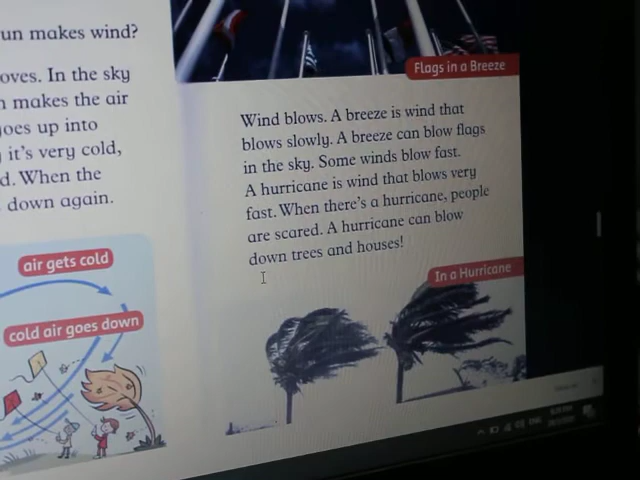 un makes wind?
oves. In the sky
n makes the air
goes up into
it's very cold,
d. When the
down again.
air gets cold
cold air goes down
Flags in a Breeze
Wind blows. A breeze is wind that
blows slowly. A breeze can blow flags
in the sky. Some winds blow fast.
A hurricane is wind that blows very
fast. When there's a hurricane, people
are scared. A hurricane can blow
down trees and houses!
In a Hurricane
ENG